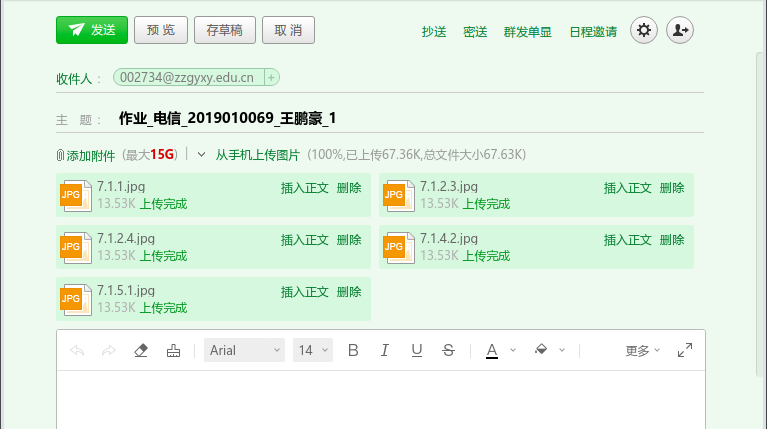 发送 预 览 存草稿 取 消 抄送 密送 群发单显 日程邀请
收件人： 002734@zzgyxy.edu.cn +
主 题： 作业_电信_2019010069_王鹏豪_1
添加附件 (最大15G) 从手机上传图片 (100%,已上传67.36K,总文件大小67.63K)
JPG 7.1.1.jpg 插入正文 删除
13.53K 上传完成
JPG 7.1.2.3.jpg 插入正文 删除
13.53K 上传完成
JPG 7.1.2.4.jpg 插入正文 删除
13.53K 上传完成
JPG 7.1.4.2.jpg 插入正文 删除
13.53K 上传完成
JPG 7.1.5.1.jpg 插入正文 删除
13.53K 上传完成
Arial 14 B I U S A 更多